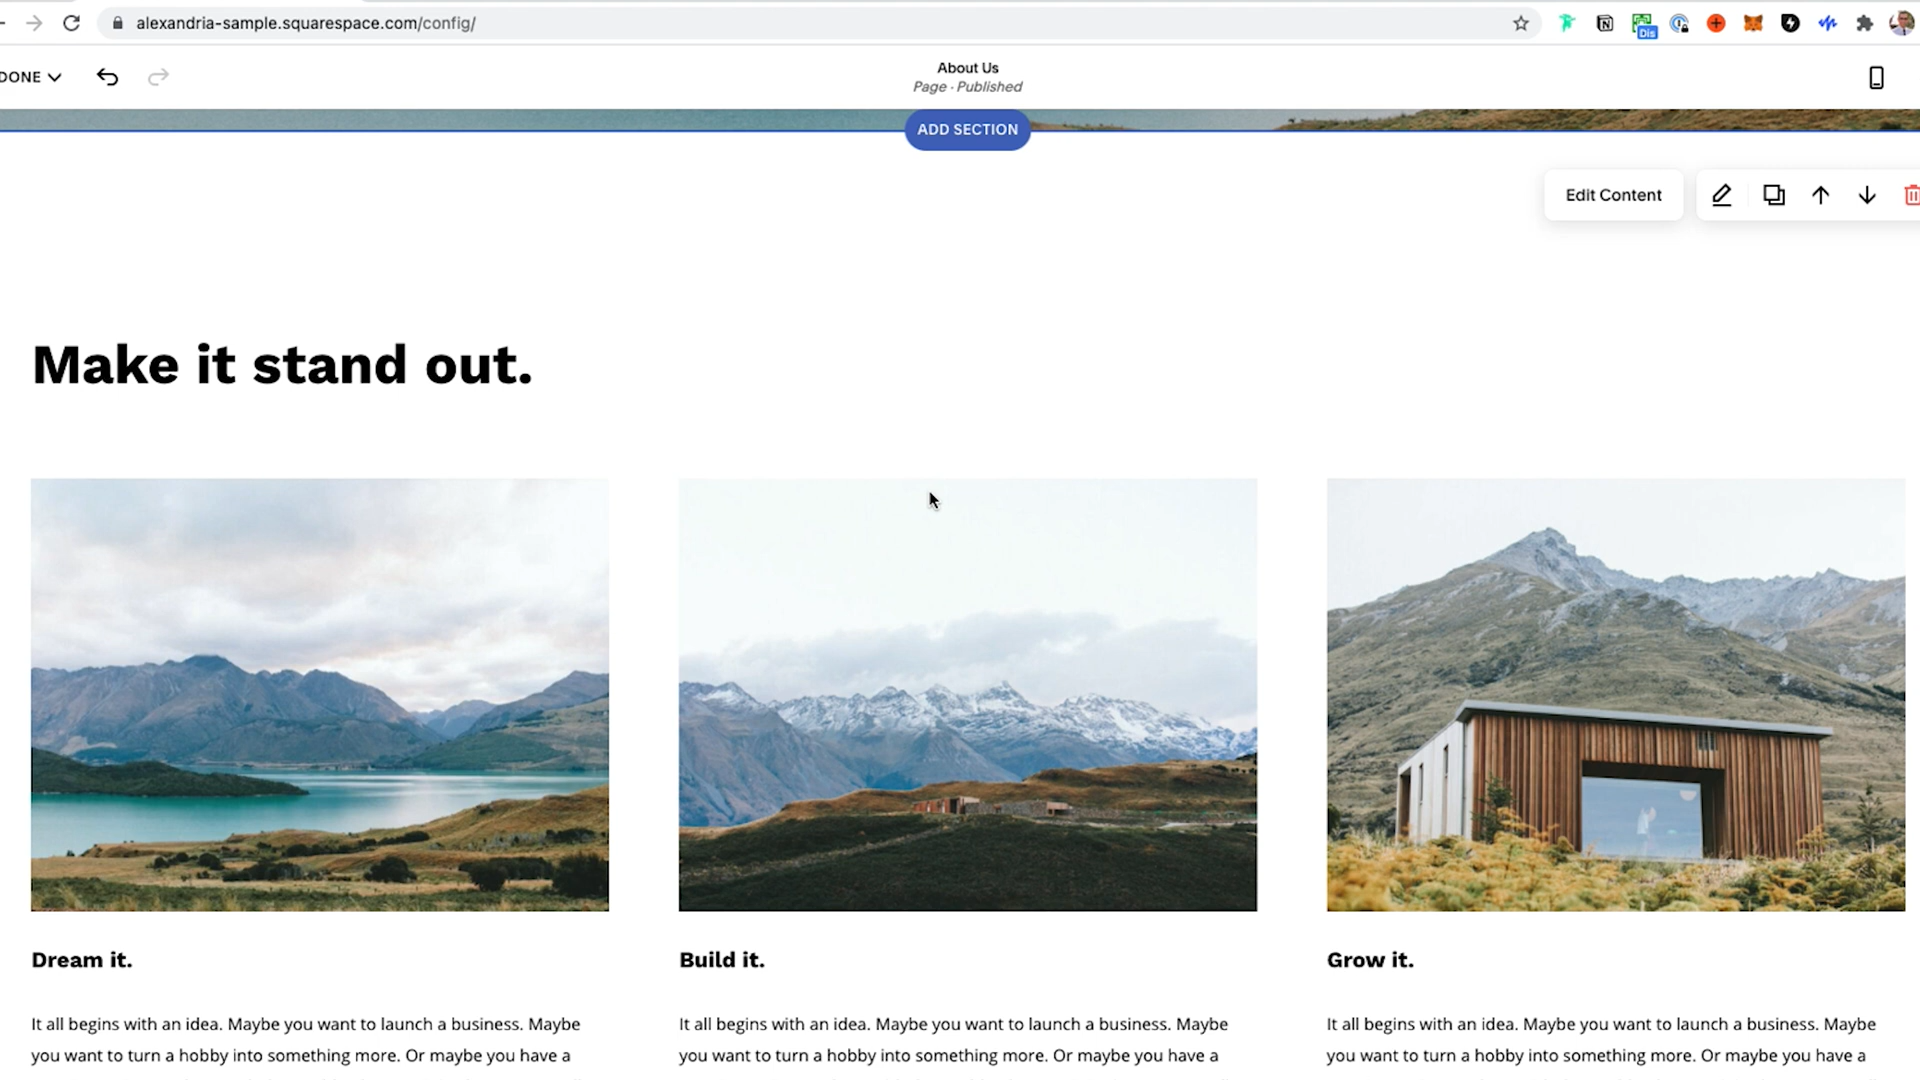 alexandria-sample.squarespace.com/config/
Dis
DONE
About Us
Page · Published
ADD SECTION
Edit Content
Make it stand out.
Dream it.
Build it.
Grow it.
It all begins with an idea. Maybe you want to launch a business. Maybe
you want to turn a hobby into something more. Or maybe you have a
It all begins with an idea. Maybe you want to launch a business. Maybe
you want to turn a hobby into something more. Or maybe you have a
It all begins with an idea. Maybe you want to launch a business. Maybe
you want to turn a hobby into something more. Or maybe you have a